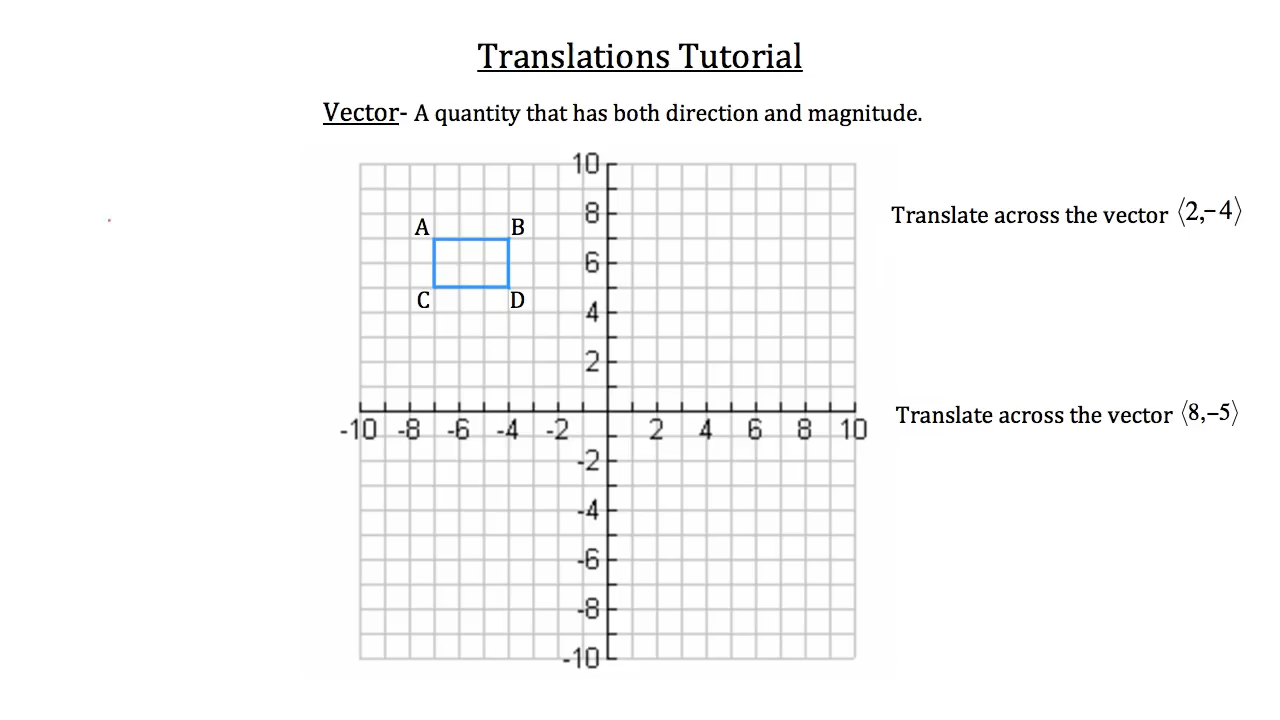 Translations Tutorial
Vector- A quantity that has both direction and magnitude.
10
8
6
4
2
-10 -8 -6 -4 -2 2 4 6 8 10
-2
-4
-6
-8
-10
A B
C D
Translate across the vector ⟨2,−4⟩
Translate across the vector ⟨8,−5⟩